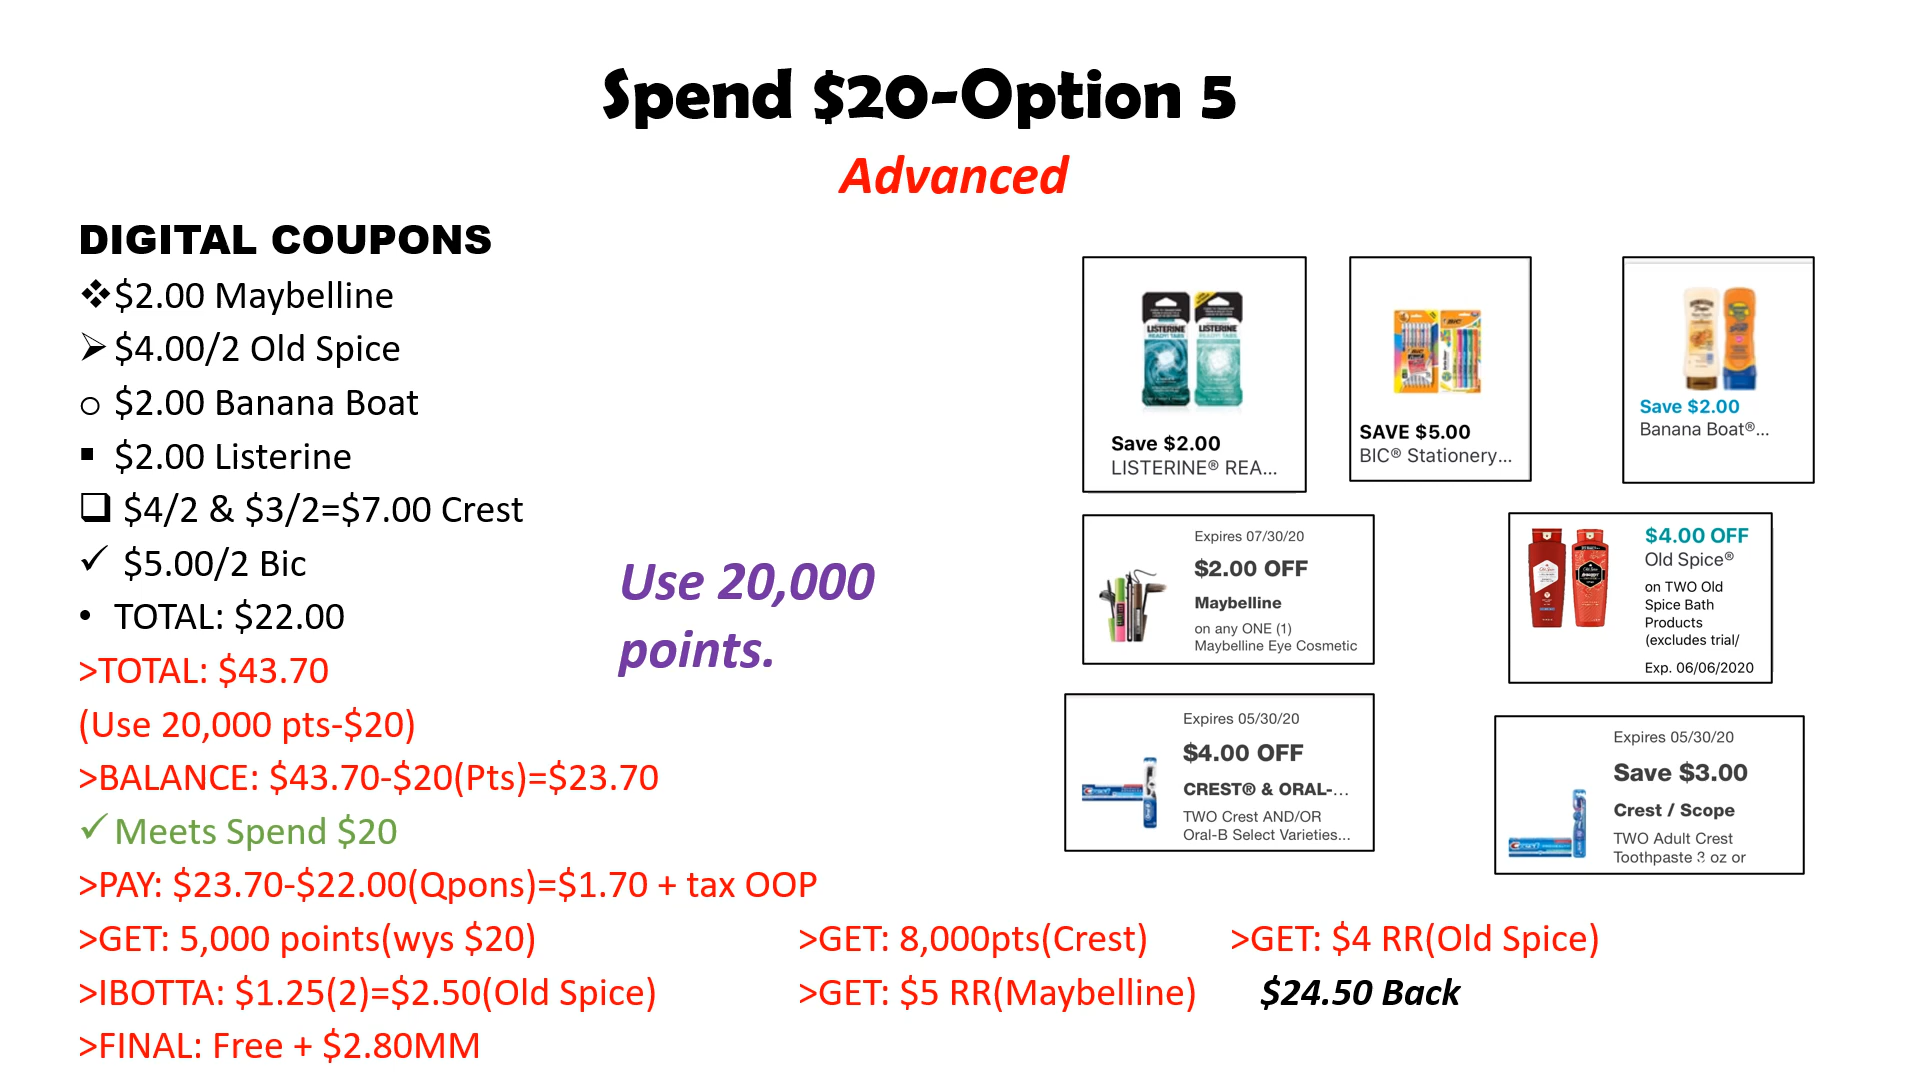 Spend $20-Option 5
Advanced
DIGITAL COUPONS
❖$2.00 Maybelline
➢$4.00/2 Old Spice
o $2.00 Banana Boat
▪ $2.00 Listerine
❑ $4/2 & $3/2=$7.00 Crest
✓ $5.00/2 Bic
• TOTAL: $22.00
>TOTAL: $43.70
(Use 20,000 pts-$20)
>BALANCE: $43.70-$20(Pts)=$23.70
✓Meets Spend $20
>PAY: $23.70-$22.00(Qpons)=$1.70 + tax OOP
>GET: 5,000 points(wys $20)
>IBOTTA: $1.25(2)=$2.50(Old Spice)
>FINAL: Free + $2.80MM
>GET: 8,000pts(Crest)
>GET: $5 RR(Maybelline)
>GET: $4 RR(Old Spice)
$24.50 Back
Use 20,000
points.
LISTERINE
LISTERINE
Save $2.00
LISTERINE® REA...
BIC
SAVE $5.00
BIC® Stationery...
Save $2.00
Banana Boat®...
Expires 07/30/20
$2.00 OFF
Maybelline
on any ONE (1)
Maybelline Eye Cosmetic
$4.00 OFF
Old Spice®
on TWO Old
Spice Bath
Products
(excludes trial/
Exp. 06/06/2020
Expires 05/30/20
$4.00 OFF
CREST® & ORAL-...
TWO Crest AND/OR
Oral-B Select Varieties...
Expires 05/30/20
Save $3.00
Crest / Scope
TWO Adult Crest
Toothpaste 3 oz or